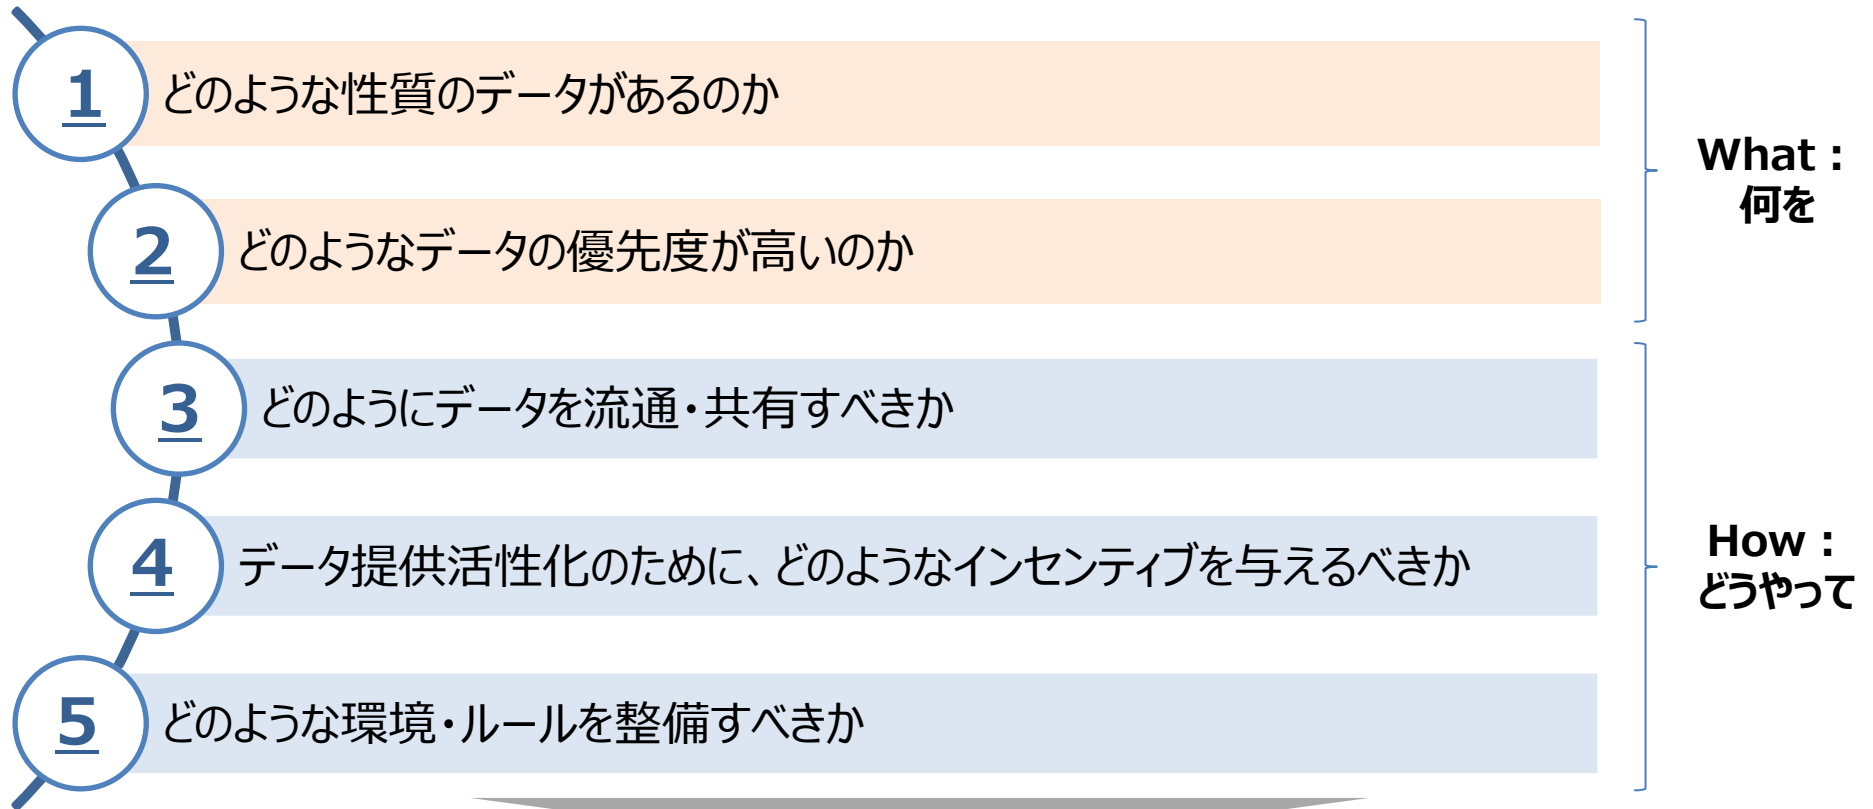 1
どのような性質のデータがあるのか
2
どのようなデータの優先度が高いのか
What：
何を
3
どのようにデータを流通・共有すべきか
4
データ提供活性化のために、どのようなインセンティブを与えるべきか
5
どのような環境・ルールを整備すべきか
How：
どうやって